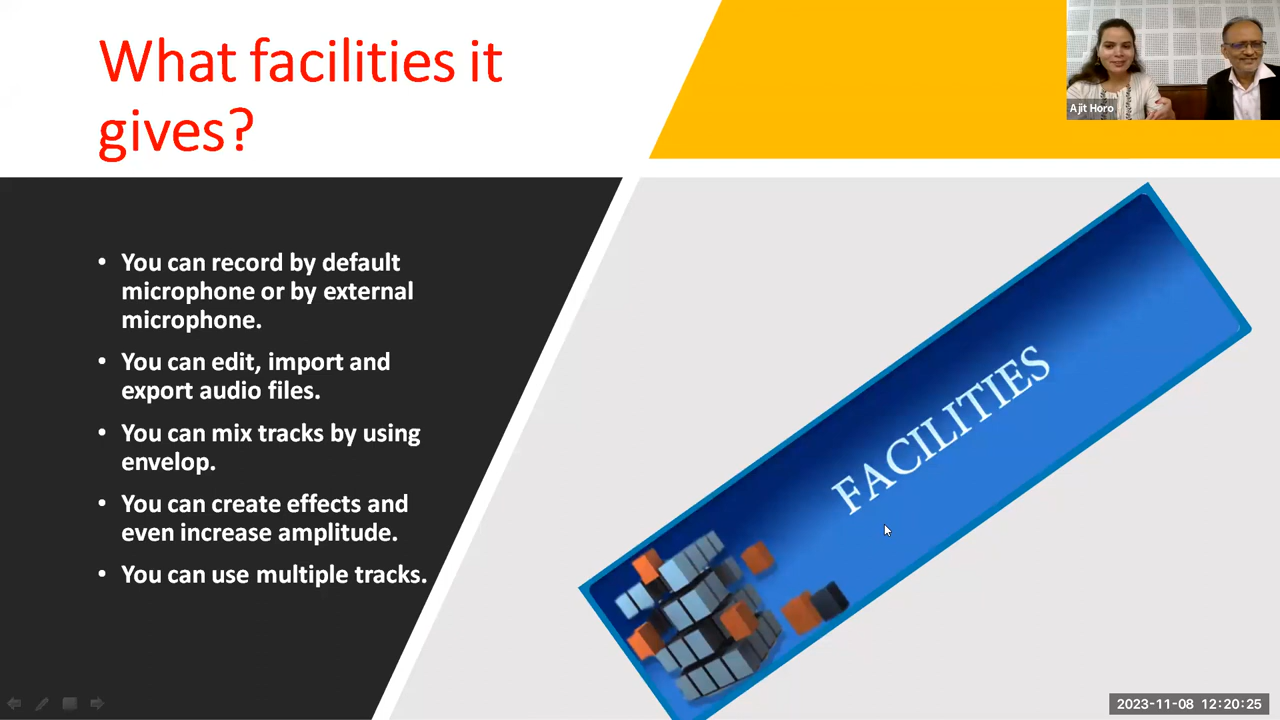 What facilities it
gives?
Ajit Horo
• You can record by default
microphone or by external
microphone.
• You can edit, import and
export audio files.
• You can mix tracks by using
envelop.
• You can create effects and
even increase amplitude.
• You can use multiple tracks.
FACILITIES
2023-11-08 12:20:25